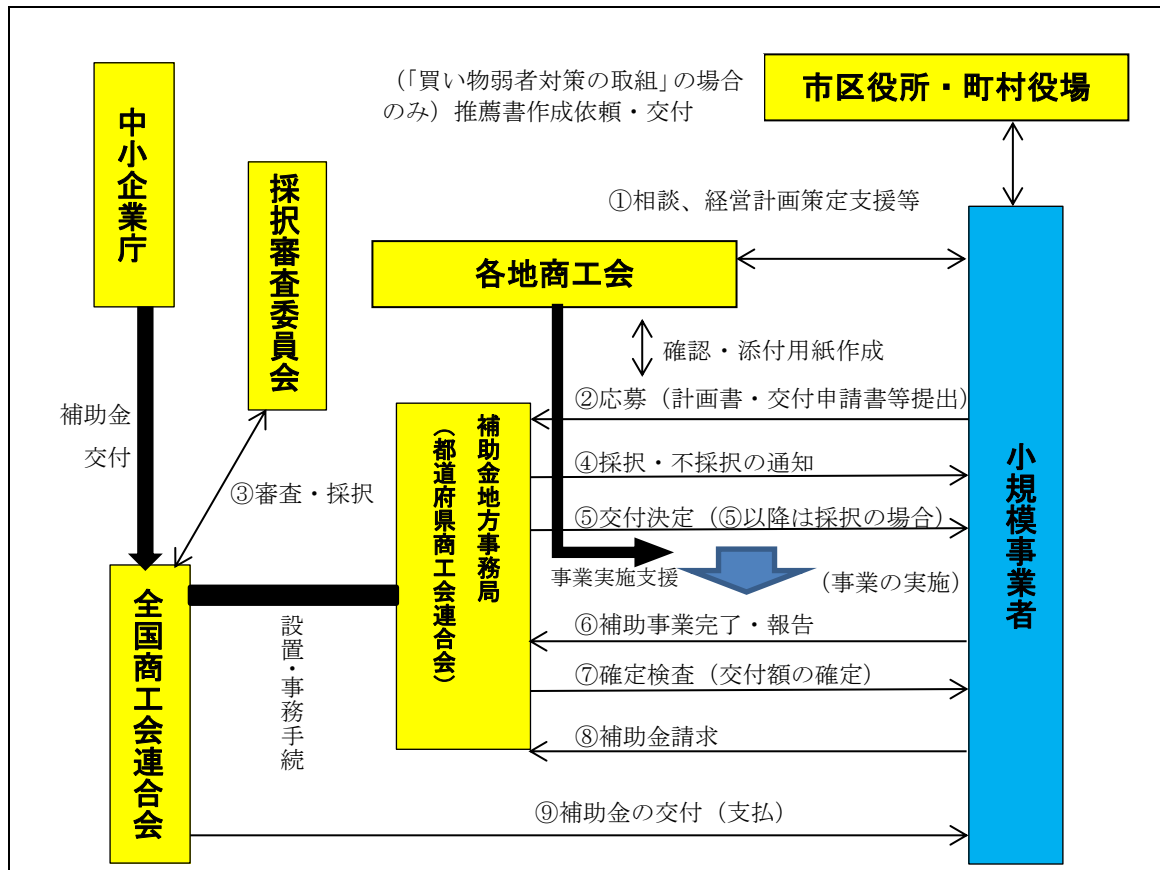 （「買い物弱者対策の取組」の場合
のみ）推薦書作成依頼・交付
市区役所・町村役場
中小企業庁
採択審査委員会
①相談、経営計画策定支援等
各地商工会
確認・添付用紙作成
補助金
交付
②応募（計画書・交付申請書等提出）
③審査・採択
補助金地方事務局
（都道府県商工会連合会）
④採択・不採択の通知
⑤交付決定（⑤以降は採択の場合）
小規模事業者
事業実施支援
（事業の実施）
全国商工会連合会
設置・事務手続
⑥補助事業完了・報告
⑦確定検査（交付額の確定）
⑧補助金請求
⑨補助金の交付（支払）